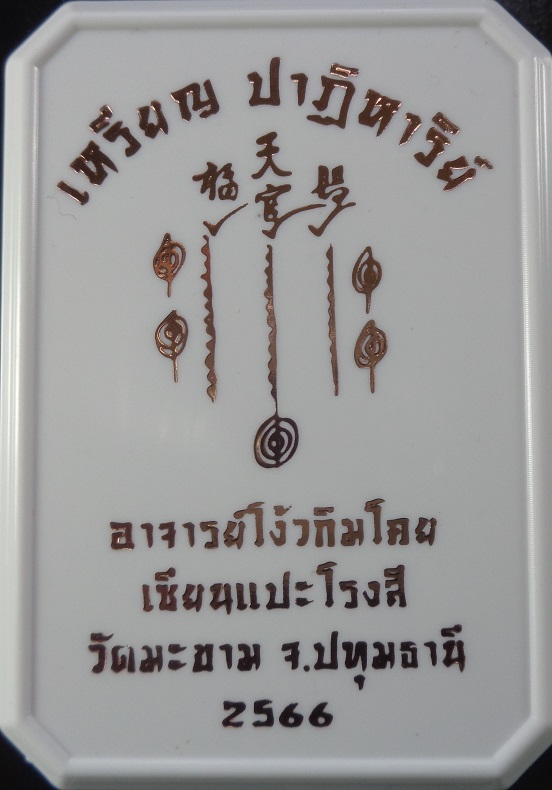 เหรียญ ปาฏิหาริย์
天官
อาจารย์โง้วกิมโคย
เซียนแปะโรงสี
วัดมะขาม จ.ปทุมธานี
2566